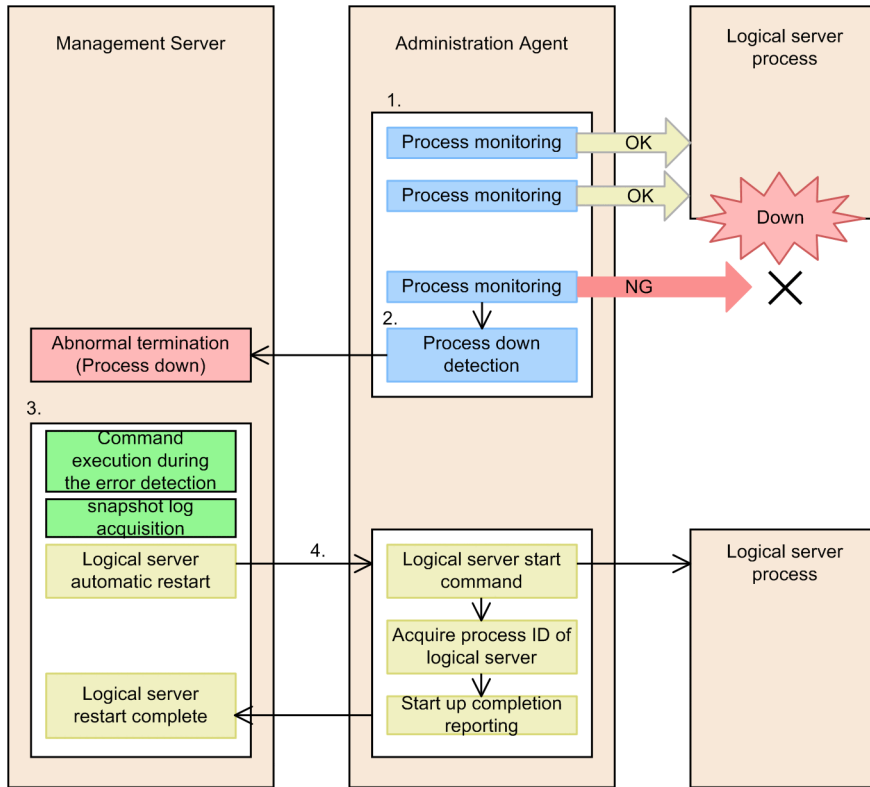 Management Server
Administration Agent
Logical server
process
1.
Process monitoring
OK
Process monitoring
OK
Down
Process monitoring
NG
2.
Process down
detection
Abnormal termination
(Process down)
3.
Command
execution during
the error detection
snapshot log
acquisition
Logical server
automatic restart
4.
Logical server start
command
Logical server
process
Acquire process ID of
logical server
Start up completion
reporting
Logical server
restart complete